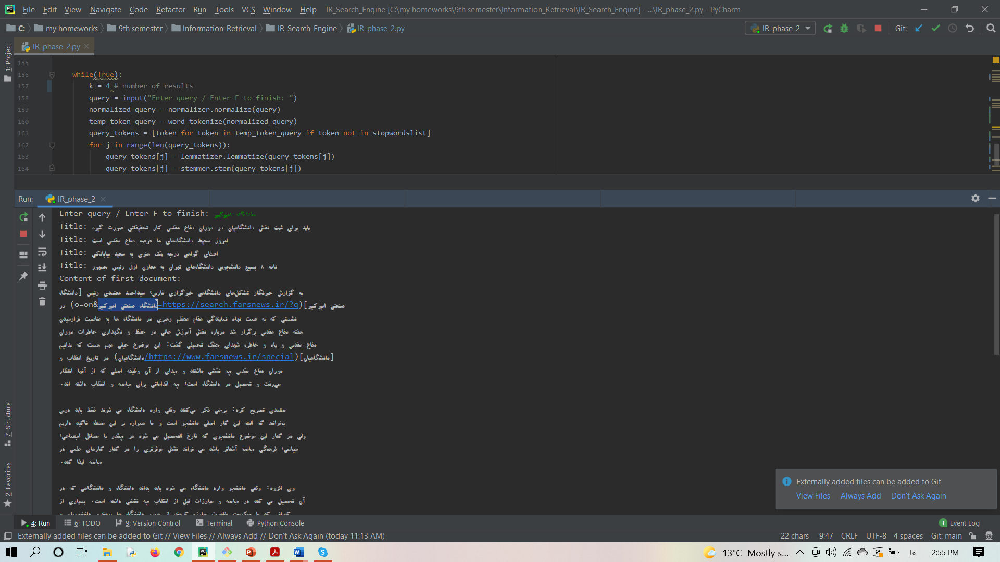 File Edit View Navigate Code Refactor Run Tools VCS Window Help IR_Search_Engine [C:\my homeworks\9th semester\Information_Retrieval\IR_Search_Engine] - ...\IR_phase_2.py - PyCharm
C: my homeworks 9th semester Information_Retrieval IR_Search_Engine IR_phase_2.py IR_phase_2 Git:
IR_phase_2.py
1: Project
155
156 while(True):
157 k = 4 # number of results
158 query = input("Enter query / Enter F to finish: ")
159 normalized_query = normalizer.normalize(query)
160 temp_token_query = word_tokenize(normalized_query)
161 query_tokens = [token for token in temp_token_query if token not in stopwordslist]
162 for j in range(len(query_tokens)):
163 query_tokens[j] = lemmatizer.lemmatize(query_tokens[j])
164 query_tokens[j] = stemmer.stem(query_tokens[j])
Run: IR_phase_2
Enter query / Enter F to finish: دانشگاه امیرکبیر
Title: باید برای ثبت نقش دانشگاهیان در دوران دفاع مقدس کار تحقیقاتی صورت گیرد
Title: امروز محیط دانشگاه‌های ما عرصه دفاع مقدس است
Title: اعطای گواهی درجه یک هنری به سعید بیابانکی
Title: نامه ۸ بسیج دانشجویی دانشگاه‌های تهران به معاون اول رئیس جمهور
Content of first document:
به گزارش خبرنگار تشکل‌های دانشگاهی خبرگزاری فارس؛ سیداحمد معتمدی رئیس [دانشگاه
صنعتی امیرکبیر](https://search.farsnews.ir/?q=دانشگاه صنعتی امیرکبیر&o=on) در
نشستی که به همت نهاد نمایندگی مقام معظم رهبری در دانشگاه ها به مناسبت فرارسیدن
هفته دفاع مقدس برگزار شد درباره نقش آموزش عالی در حفظ و نگهداری خاطرات دوران
دفاع مقدس و یاد و خاطره شهدای جنگ تحمیلی گفت: این موضوع خیلی مهم هست که بدانیم
[دانشگاهیان](https://www.farsnews.ir/special/دانشگاهیان) در تاریخ انقلاب و
دوران دفاع مقدس چه نقشی داشتند و جدای از آن وظیفه اصلی که از آنها انتظار
می‌رفت و تحصیل در دانشگاه است؛ چه اقداماتی برای جامعه و انقلاب داشته اند.
معتمدی تصریح کرد: برخی فکر می‌کنند وقتی وارد دانشگاه می شوند فقط باید درس
بخوانند که البته این کار اصلی دانشجو است و ما همواره بر این مسئله تاکید داریم
ولی در کنار این موضوع دانشجویی که فارغ التحصیل می شود هر چقدر با مسائل اجتماعی؛
سیاسی؛ فرهنگی جامعه آشناتر باشد می تواند نقش موثرتری را در کنار کارهای علمی در
جامعه ایفا کند.
وی افزود: وقتی دانشجو وارد دانشگاه می شود باید بداند دانشگاه و دانشگاهی که در
آن تحصیل می کند در جامعه و مبارزات قبل از انقلاب چه نقشی داشته است. بسیاری از
7: Structure
2: Favorites
Externally added files can be added to Git
View Files Always Add Don't Ask Again
4: Run 6: TODO 9: Version Control Terminal Python Console 1 Event Log
Externally added files can be added to Git // View Files // Always Add // Don't Ask Again (today 11:13 AM) 22 chars 9:47 CRLF UTF-8 4 spaces Git: main
13°C Mostly s... فا 2:55 PM